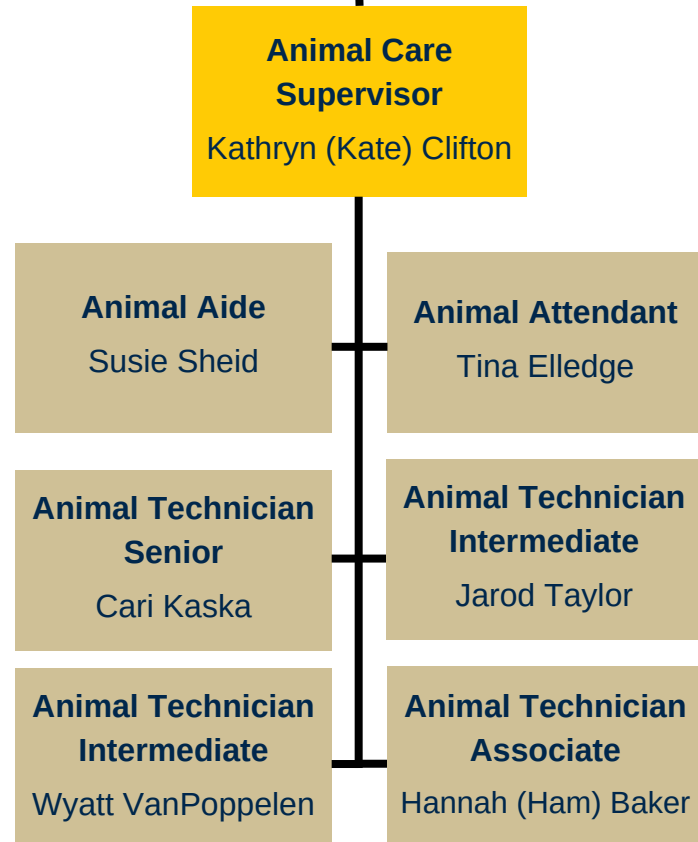 Animal Care
Supervisor
Kathryn (Kate) Clifton
Animal Aide
Susie Sheid
Animal Attendant
Tina Elledge
Animal Technician
Senior
Cari Kaska
Animal Technician
Intermediate
Jarod Taylor
Animal Technician
Intermediate
Wyatt VanPoppelen
Animal Technician
Associate
Hannah (Ham) Baker